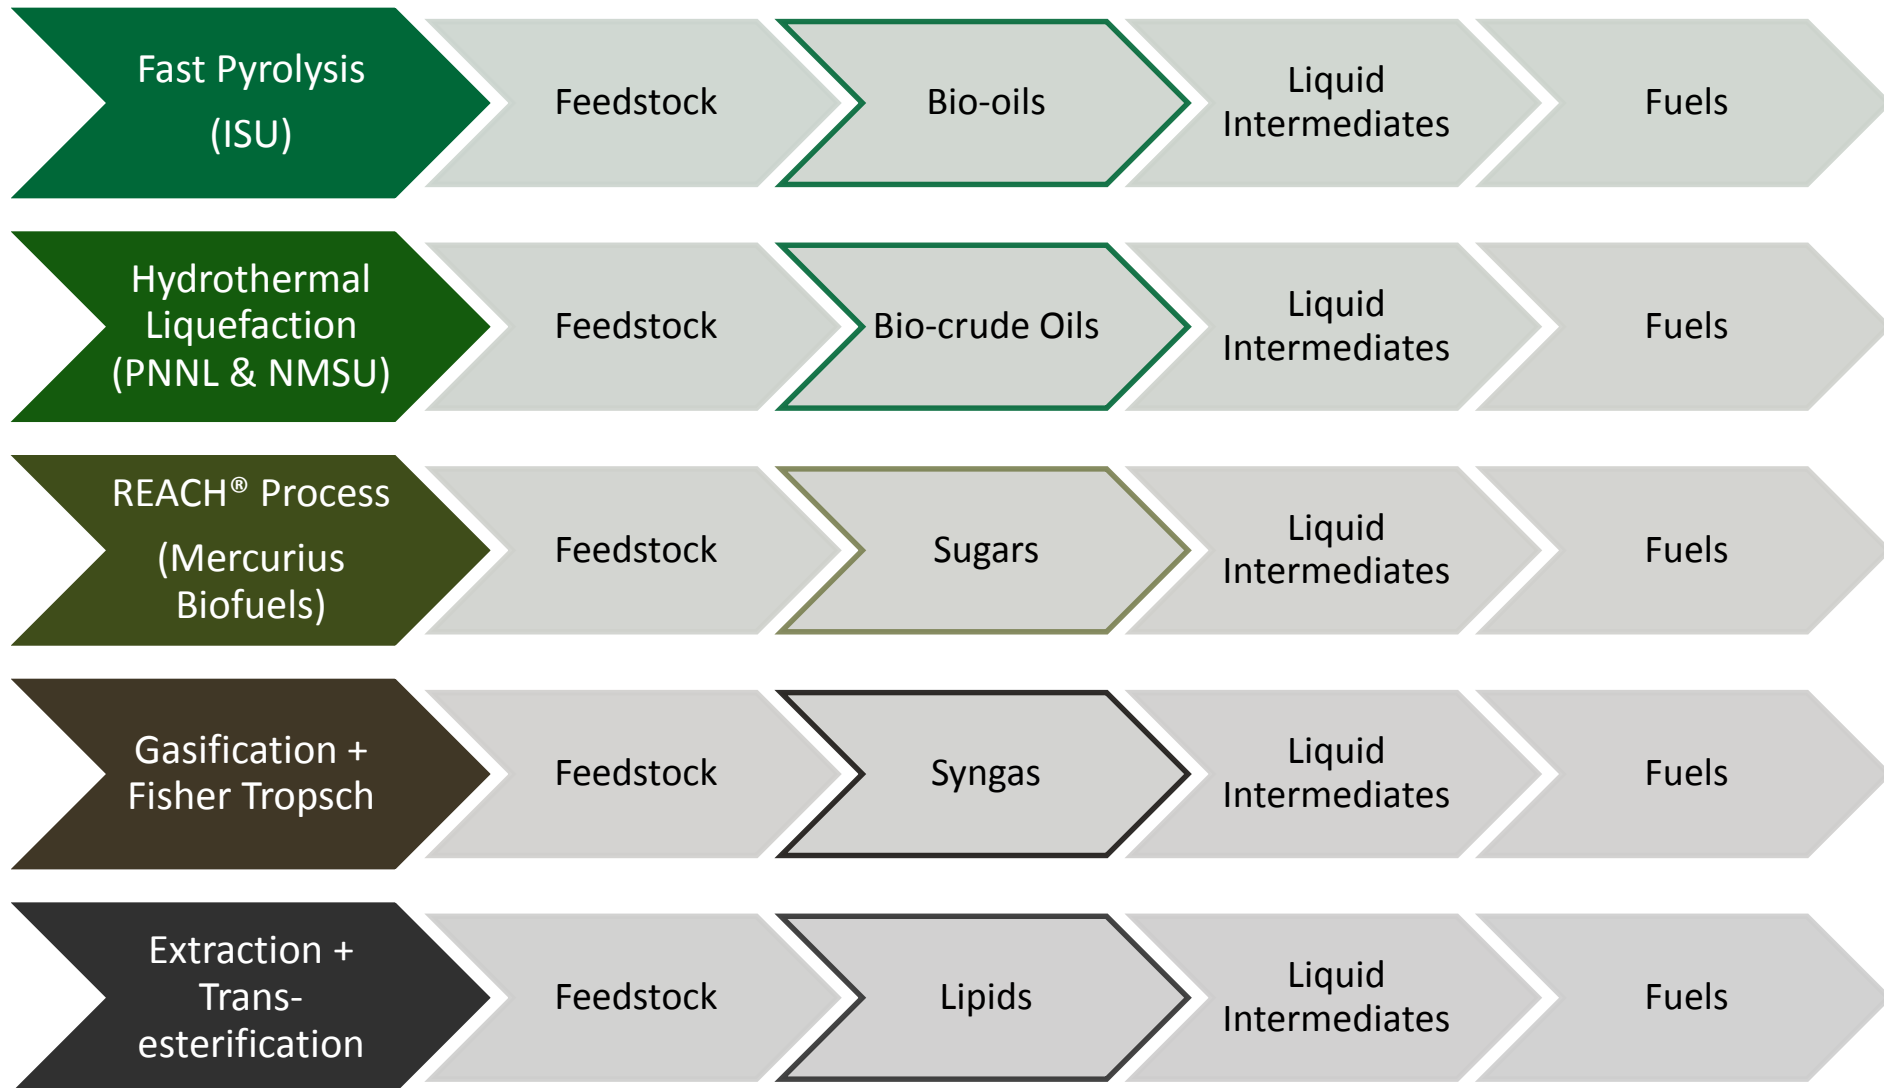 Fast Pyrolysis
(ISU)
Feedstock
Bio-oils
Liquid
Intermediates
Fuels
Hydrothermal
Liquefaction
(PNNL & NMSU)
Feedstock
Bio-crude Oils
Liquid
Intermediates
Fuels
REACH® Process
(Mercurius
Biofuels)
Feedstock
Sugars
Liquid
Intermediates
Fuels
Gasification +
Fisher Tropsch
Feedstock
Syngas
Liquid
Intermediates
Fuels
Extraction +
Trans-
esterification
Feedstock
Lipids
Liquid
Intermediates
Fuels